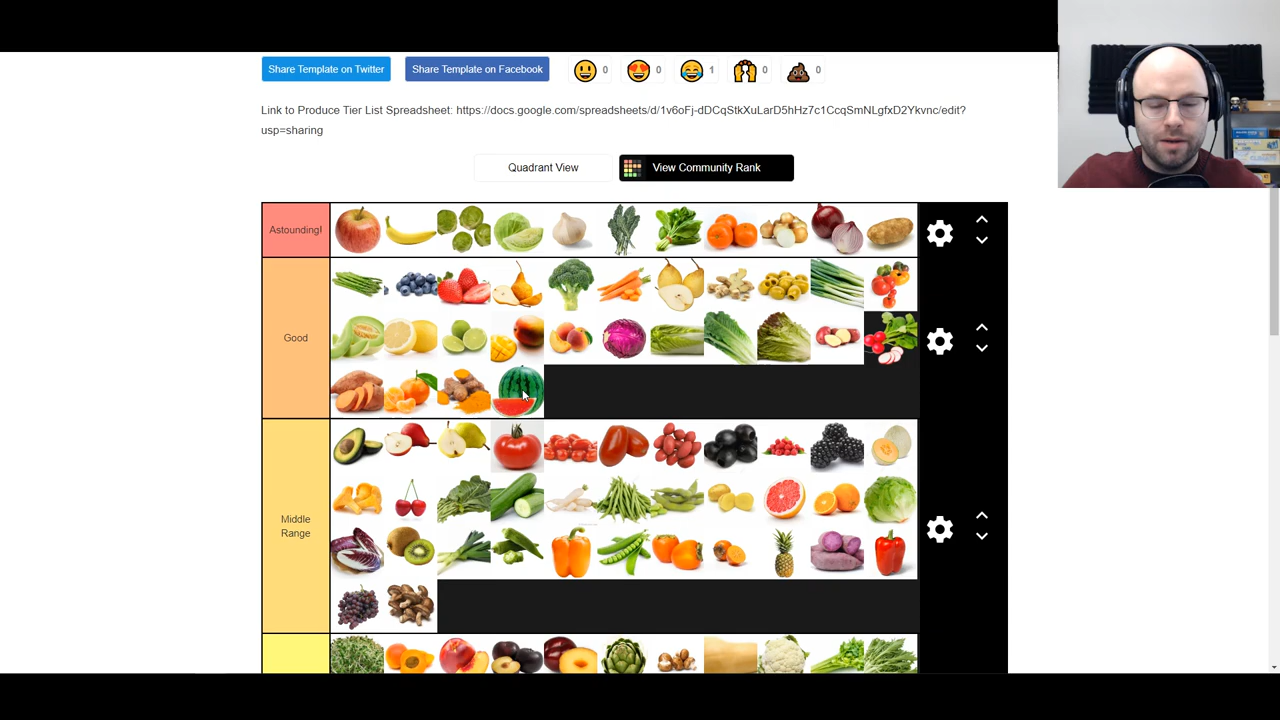 Share Template on Twitter
Share Template on Facebook
0
0
1
0
0
Link to Produce Tier List Spreadsheet: https://docs.google.com/spreadsheets/d/1v6oFj-dDCqStkXuLarD5hHz7c1CcqSmNLgfxD2Ykvnc/edit?
usp=sharing
Quadrant View
View Community Rank
Astounding!
Good
Middle
Range